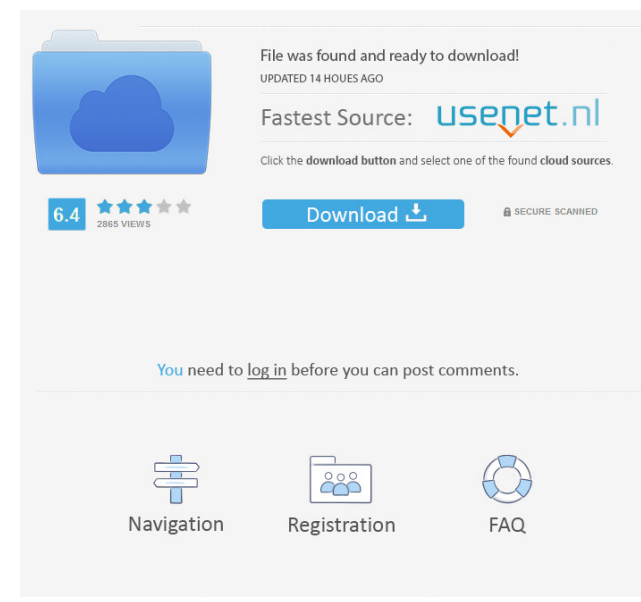 File was found and ready to download!
UPDATED 14 HOUES AGO
Fastest Source: usenet.nl
Click the download button and select one of the found cloud sources.
6.4
2865 VIEWS
Download
SECURE SCANNED
You need to log in before you can post comments.
Navigation
Registration
FAQ